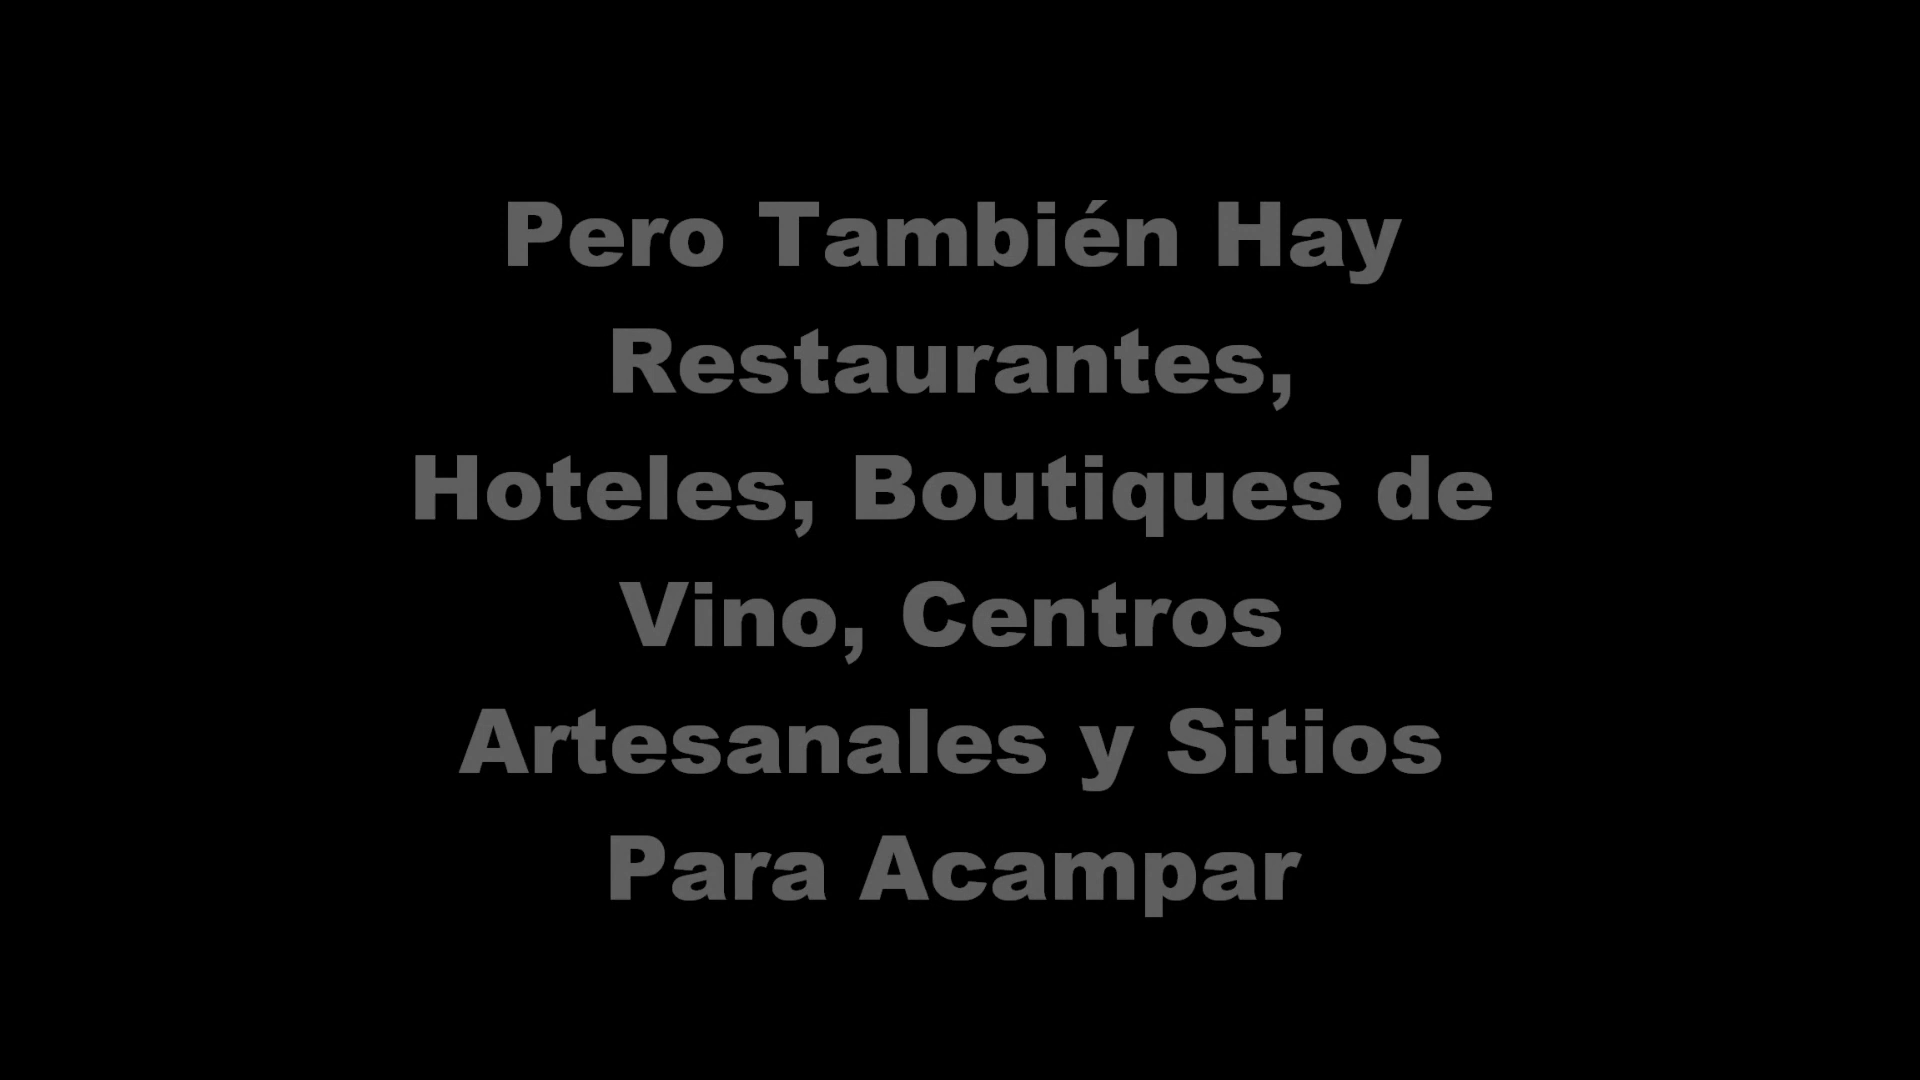 Pero También Hay
Restaurantes,
Hoteles, Boutiques de
Vino, Centros
Artesanales y Sitios
Para Acampar